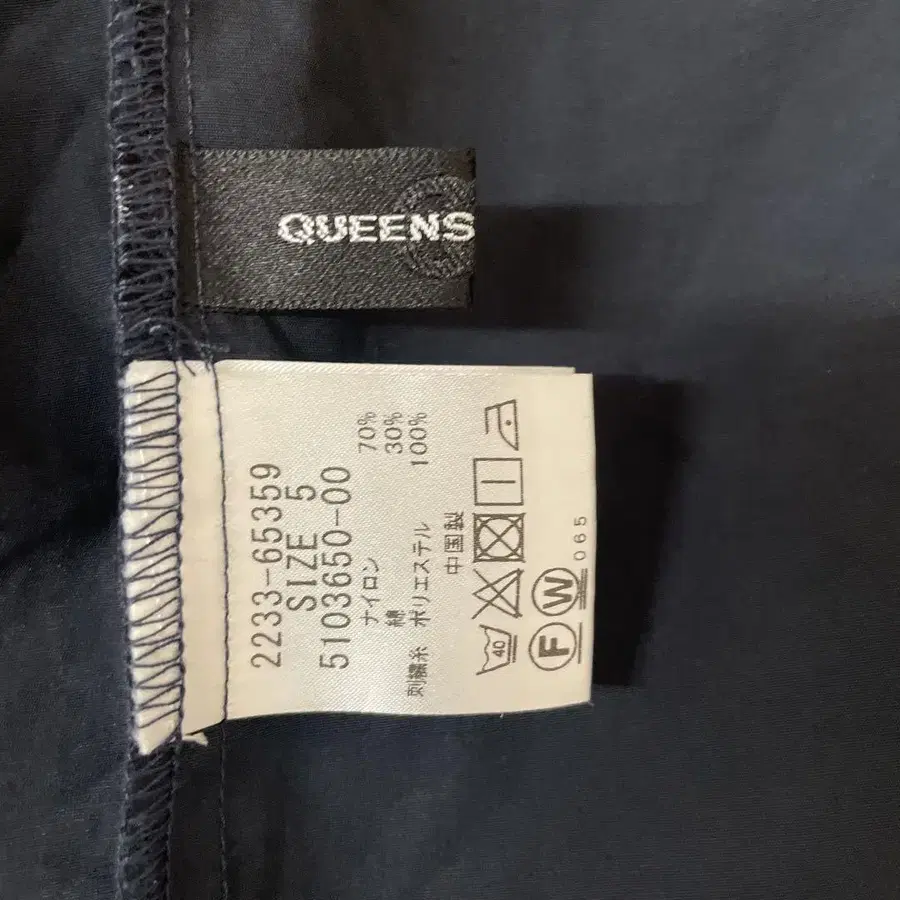 QUEENS
2233-65359
SIZE 5
5103650-00
ナイロン 70%
綿 30%
刺繍糸 ポリエステル 100%
中国製
40
F W
065